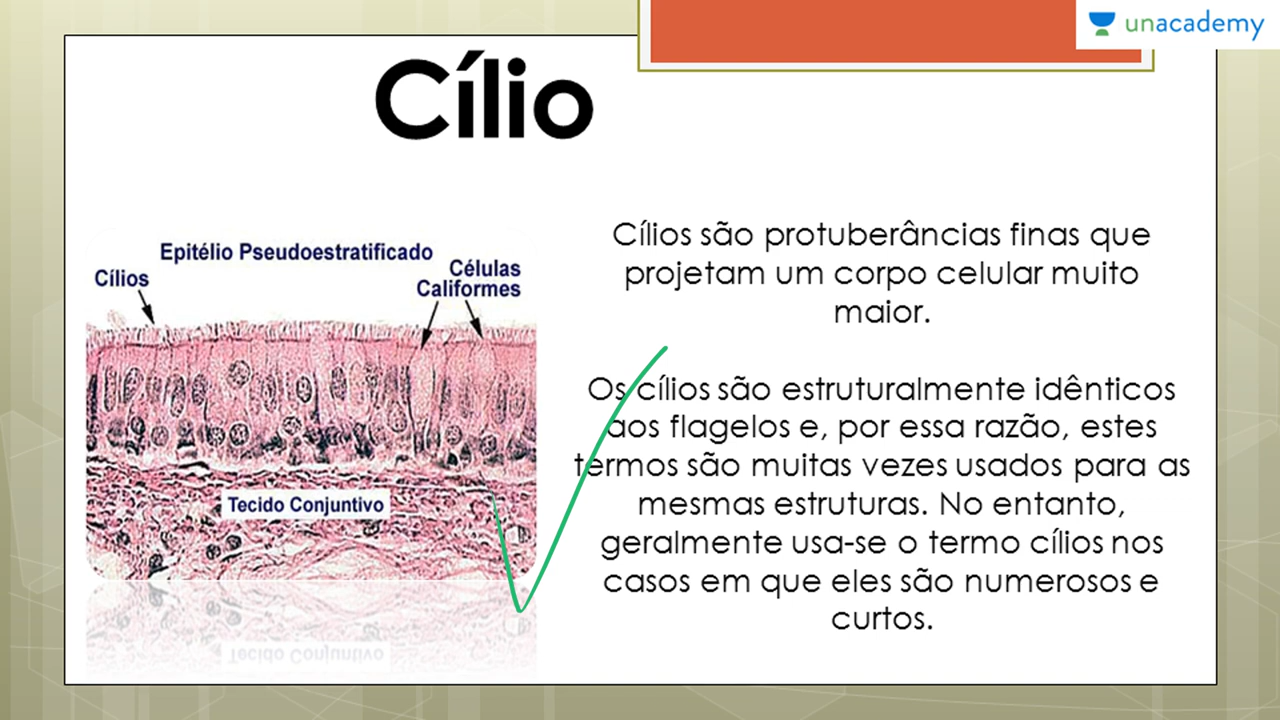 unacademy
Cílio
Epitélio Pseudoestratificado
Cílios
Células
Califormes
Tecido Conjuntivo
Tecido Conjuntivo
Cílios são protuberâncias finas que
projetam um corpo celular muito
maior.
Os cílios são estruturalmente idênticos
aos flagelos e, por essa razão, estes
termos são muitas vezes usados para as
mesmas estruturas. No entanto,
geralmente usa-se o termo cílios nos
casos em que eles são numerosos e
curtos.